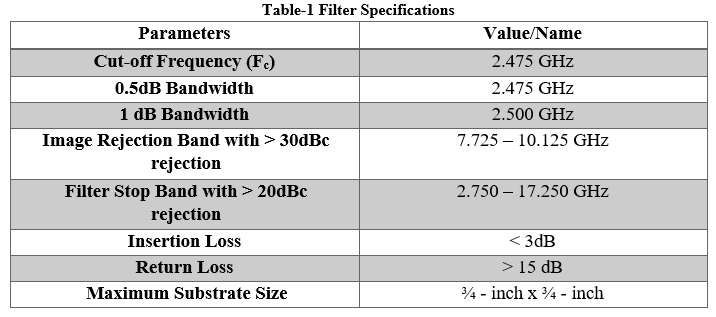 Table-1 Filter Specifications
Parameters Value/Name
Cut-off Frequency (Fc) 2.475 GHz
0.5dB Bandwidth 2.475 GHz
1 dB Bandwidth 2.500 GHz
Image Rejection Band with > 30dBc 7.725 – 10.125 GHz
rejection
Filter Stop Band with > 20dBc 2.750 – 17.250 GHz
rejection
Insertion Loss < 3dB
Return Loss > 15 dB
Maximum Substrate Size ¾ - inch x ¾ - inch